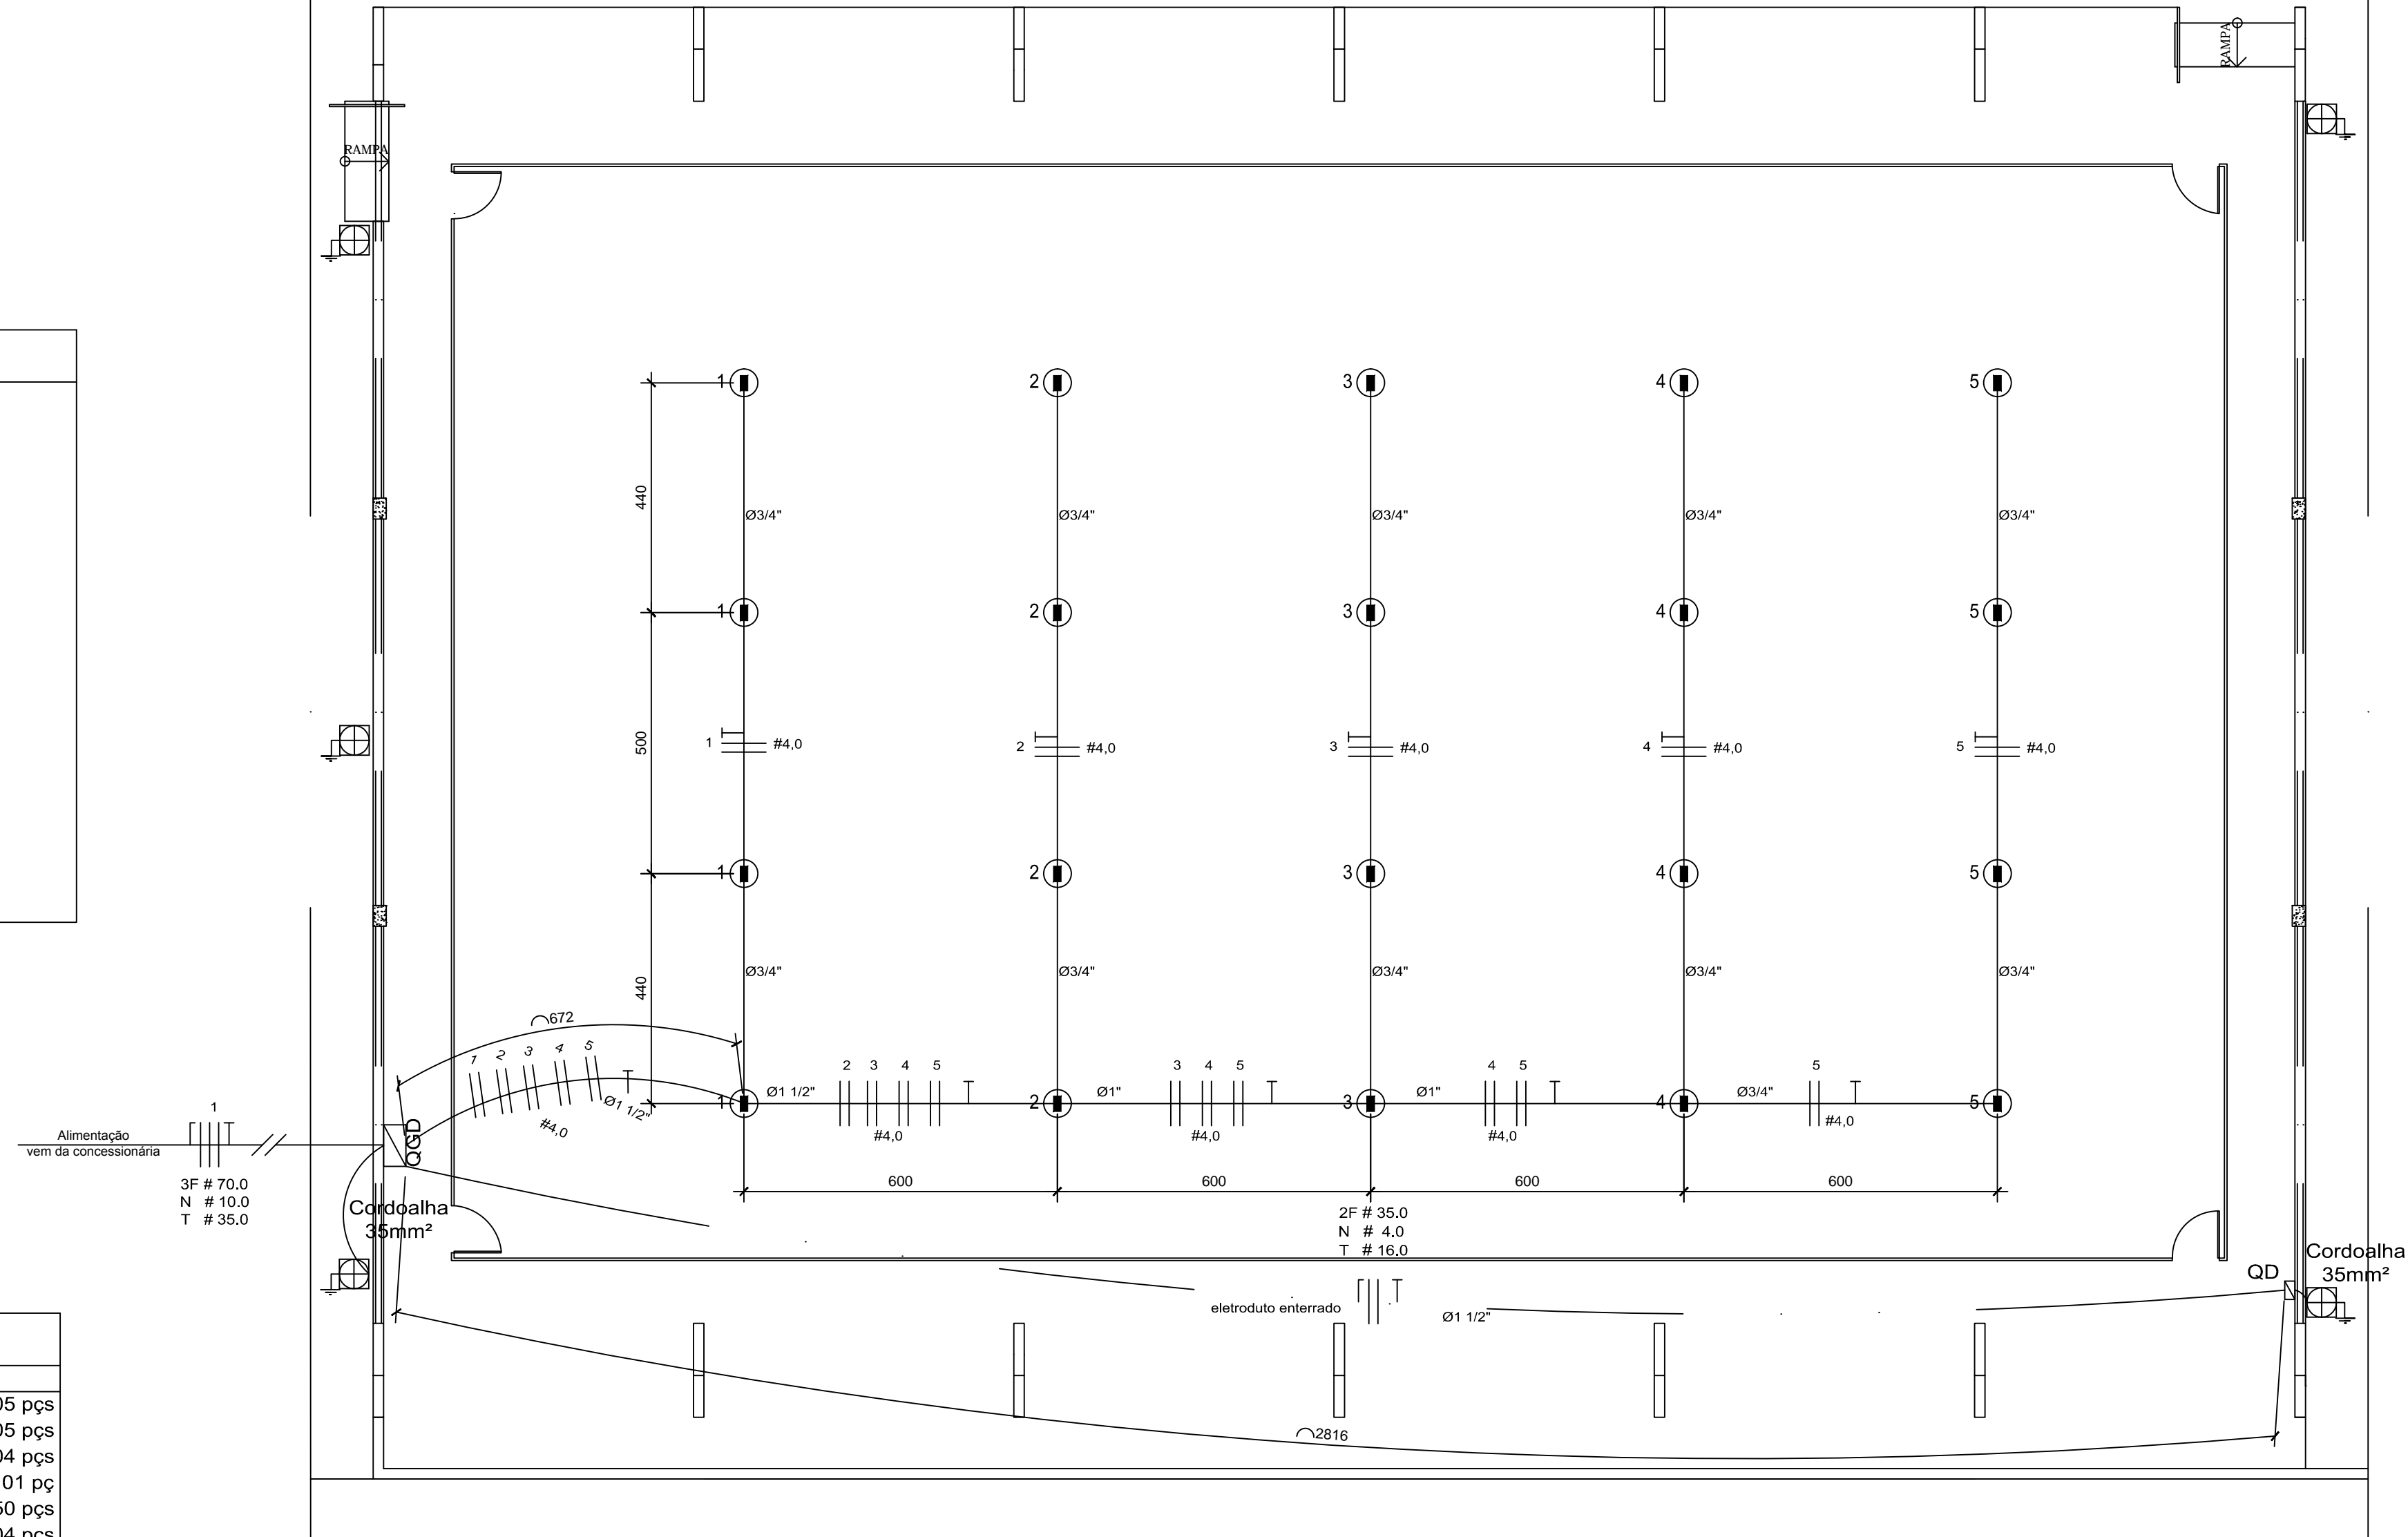 RAMPA
RAMPA
1 2 3 4 5
440
Ø3/4" Ø3/4" Ø3/4" Ø3/4" Ø3/4"
1 2 3 4 5
500
1 #4,0 2 #4,0 3 #4,0 4 #4,0 5 #4,0
1 2 3 4 5
440
Ø3/4" Ø3/4" Ø3/4" Ø3/4" Ø3/4"
672
1 2 3 4 5
#4,0
Ø1 1/2"
2 3 4 5
3 4 5
4 5
5
1 Ø1 1/2" 2 Ø1" 3 Ø1" 4 Ø3/4" 5
#4,0 #4,0 #4,0 #4,0
600 600 600 600
1
Alimentação
vem da concessionária
3F # 70.0
N # 10.0
T # 35.0
QGD
Cordoalha
35mm²
2F # 35.0
N # 4.0
T # 16.0
eletroduto enterrado
Ø1 1/2"
QD
Cordoalha
35mm²
2816
05 pçs
05 pçs
04 pçs
01 pç
50 pçs
04 pçs